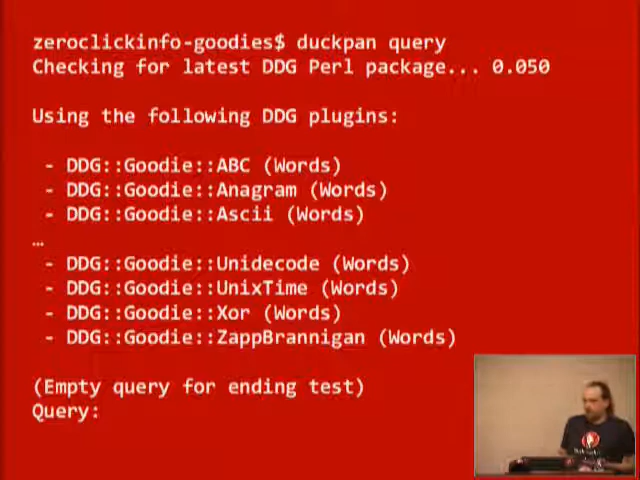 zeroclickinfo-goodies$ duckpan query
Checking for latest DDG Perl package... 0.050
Using the following DDG plugins:
- DDG::Goodie::ABC (Words)
- DDG::Goodie::Anagram (Words)
- DDG::Goodie::Ascii (Words)
…
- DDG::Goodie::Unidecode (Words)
- DDG::Goodie::UnixTime (Words)
- DDG::Goodie::Xor (Words)
- DDG::Goodie::ZappBrannigan (Words)
(Empty query for ending test)
Query: